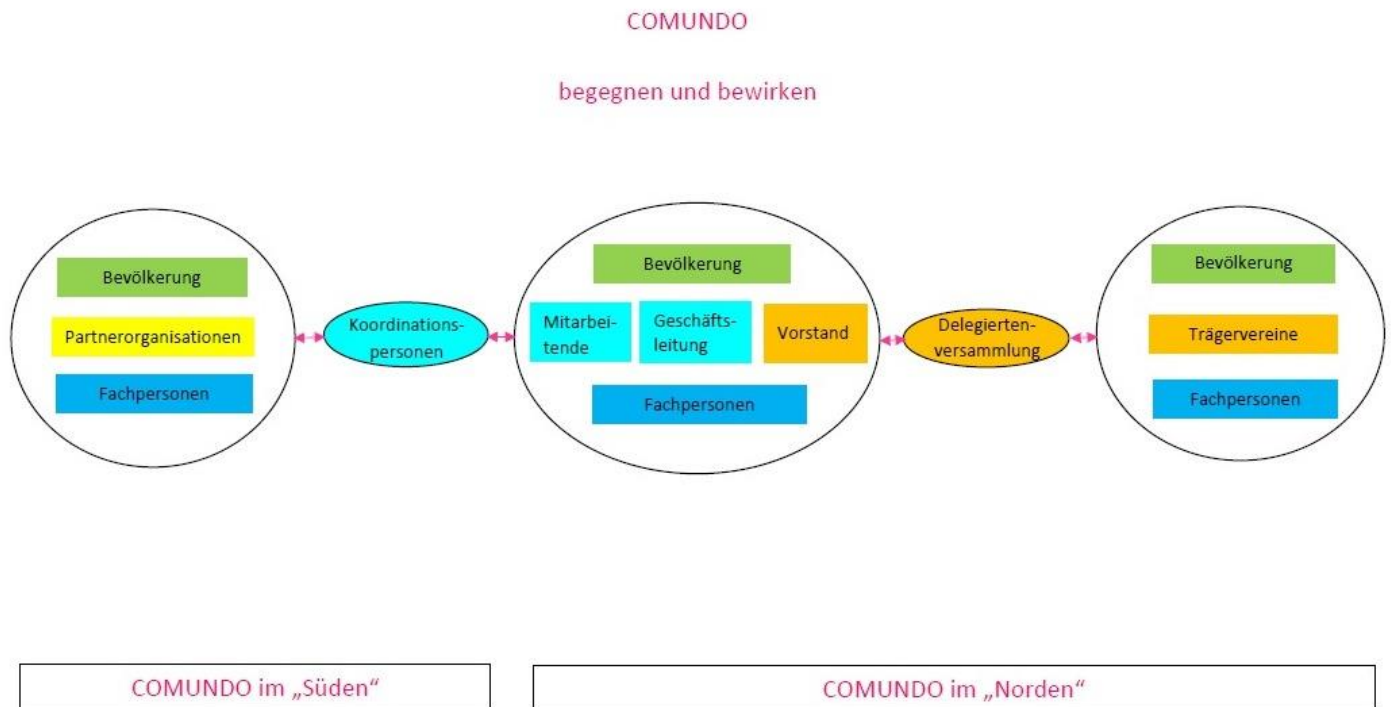 COMUNDO
begegnen und bewirken
Bevölkerung
Partnerorganisationen
Fachpersonen
Koordinations-
personen
Bevölkerung
Mitarbei-
tende
Geschäfts-
leitung
Vorstand
Fachpersonen
Delegierten-
versammlung
Bevölkerung
Trägervereine
Fachpersonen
COMUNDO im „Süden“
COMUNDO im „Norden“